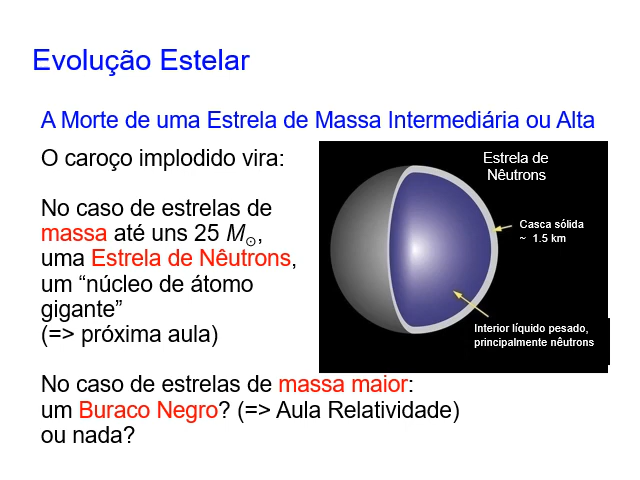 Evolução Estelar
A Morte de uma Estrela de Massa Intermediária ou Alta
O caroço implodido vira:
No caso de estrelas de
massa até uns 25 M☉,
uma Estrela de Nêutrons,
um “núcleo de átomo
gigante”
(=> próxima aula)
Estrela de
Nêutrons
Casca sólida
~ 1.5 km
Interior líquido pesado,
principalmente nêutrons
No caso de estrelas de massa maior:
um Buraco Negro? (=> Aula Relatividade)
ou nada?